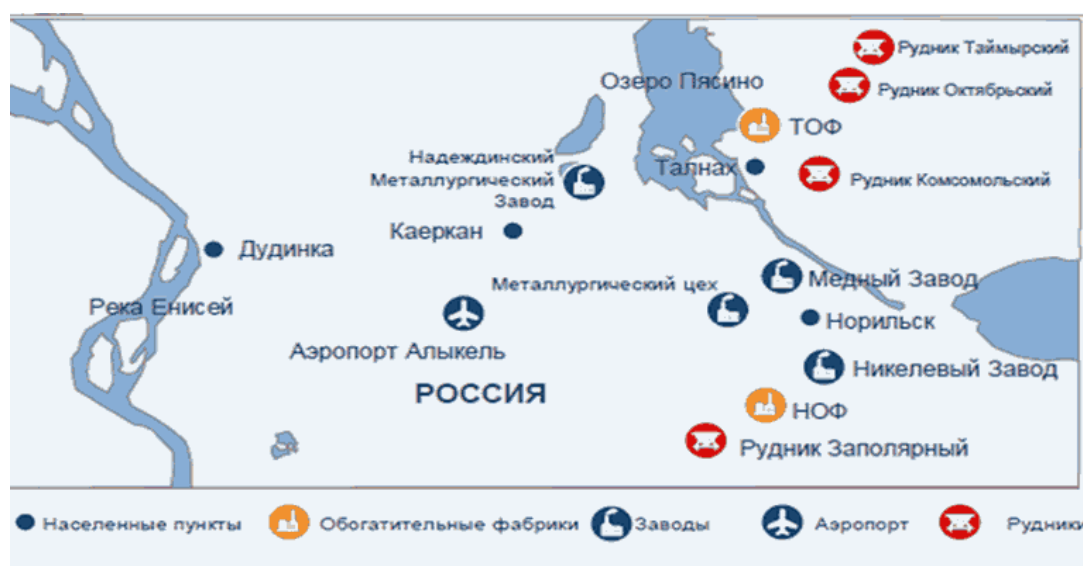 Рудник Таймырский
Озеро Пясино
Рудник Октябрьский
ТОФ
Надеждинский
Металлургический
Завод
Талнах
Рудник Комсомольский
Каеркан
Дудинка
Металлургический цех
Медный Завод
Река Енисей
Норильск
Аэропорт Алыкель
Никелевый Завод
РОССИЯ
НОФ
Рудник Заполярный
Населенные пункты
Обогатительные фабрики
Заводы
Аэропорт
Рудники